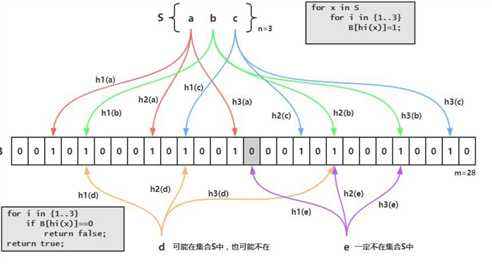 S { a b c } n=3
for x in S
for i in {1..3}
B[hi(x)]=1;
h1(a) h1(b) h2(a) h1(c) h3(a) h2(c) h2(b) h3(b) h3(c)
0 0 1 0 1 0 0 0 1 0 1 0 0 1 0 0 0 1 0 1 0 0 0 1 0 0 1 0
m=28
h1(d) h2(d) h3(d) h1(e) h2(e) h3(e)
for i in {1..3}
if B[hi(x)]==0
return false;
return true;
d 可能在集合S中，也可能不在
e 一定不在集合S中